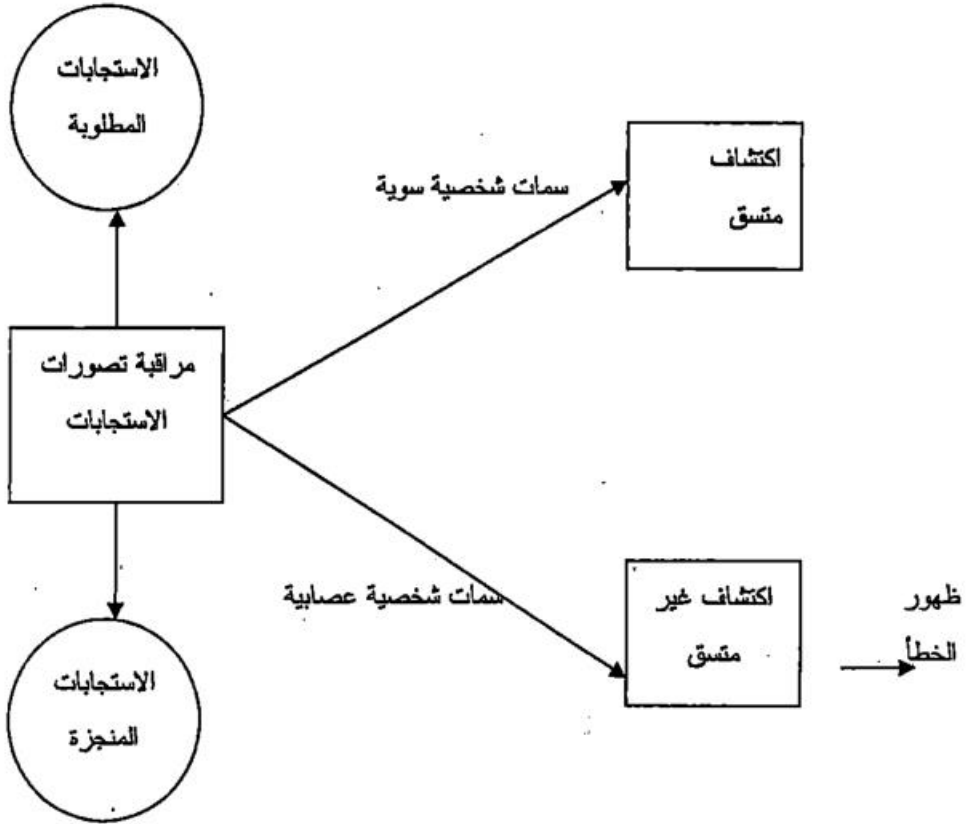 الاستجابات
المطلوبة
اكتشاف
متسق
سمات شخصية سوية
مراقبة تصورات
الاستجابات
سمات شخصية عصابية
اكتشاف غير
متسق
ظهور
الخطأ
الاستجابات
المنجزة